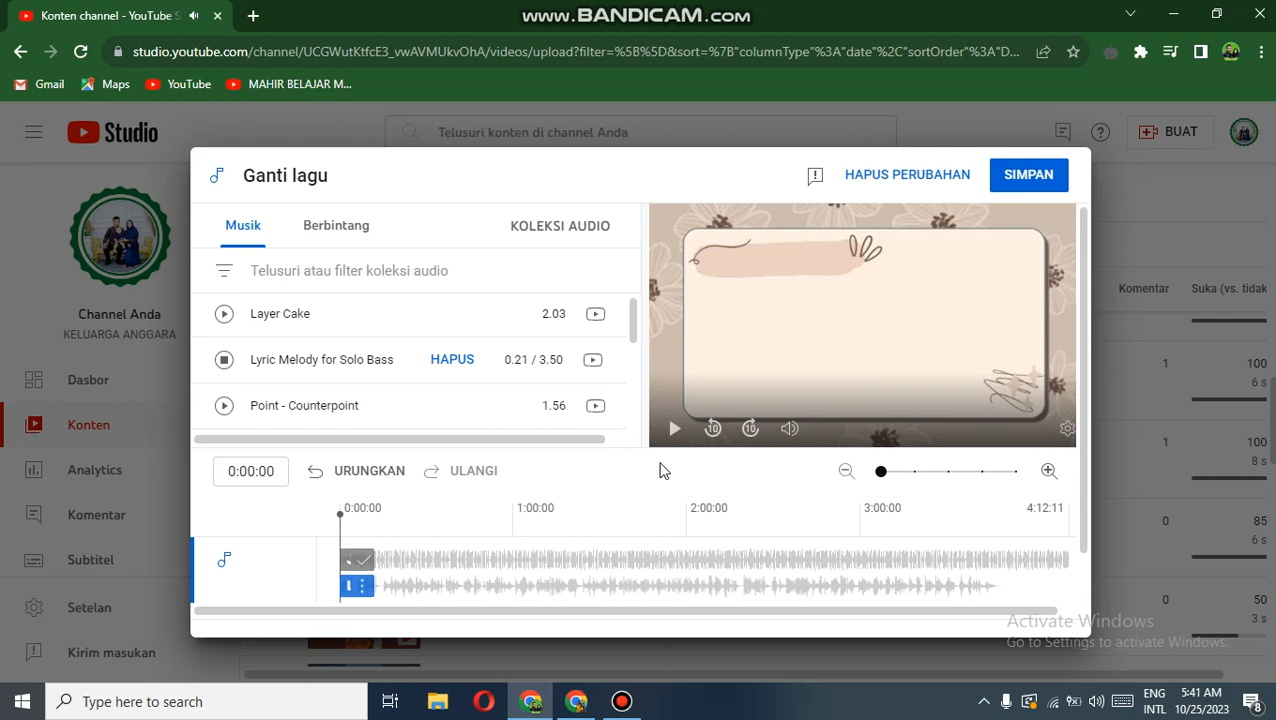 www.BANDICAM.com
Konten channel - YouTube S
studio.youtube.com/channel/UCGWutKtfcE3_vwAVMUkvOhA/videos/upload?filter=%5B%5D&sort=%7B"columnType"%3A"date"%2C"sortOrder"%3A"D...
Gmail Maps YouTube MAHIR BELAJAR M...
Studio
Telusuri konten di channel Anda
BUAT
Ganti lagu
HAPUS PERUBAHAN
SIMPAN
Musik Berbintang KOLEKSI AUDIO
Telusuri atau filter koleksi audio
Layer Cake 2.03
Lyric Melody for Solo Bass HAPUS 0.21 / 3.50
Point - Counterpoint 1.56
10 10
0:00:00 URUNGKAN ULANGI
0:00:00 1:00:00 2:00:00 3:00:00 4:12:11
Channel Anda
KELUARGA ANGGARA
Dasbor
Konten
Analytics
Komentar
Subtitel
Setelan
Kirim masukan
Komentar Suka (vs. tidak
1 100
6 s
1 100
8 s
0 85
6 s
0 50
3 s
Activate Windows
Go to Settings to activate Windows.
Type here to search
ENG
INTL
5:41 AM
10/25/2023
8